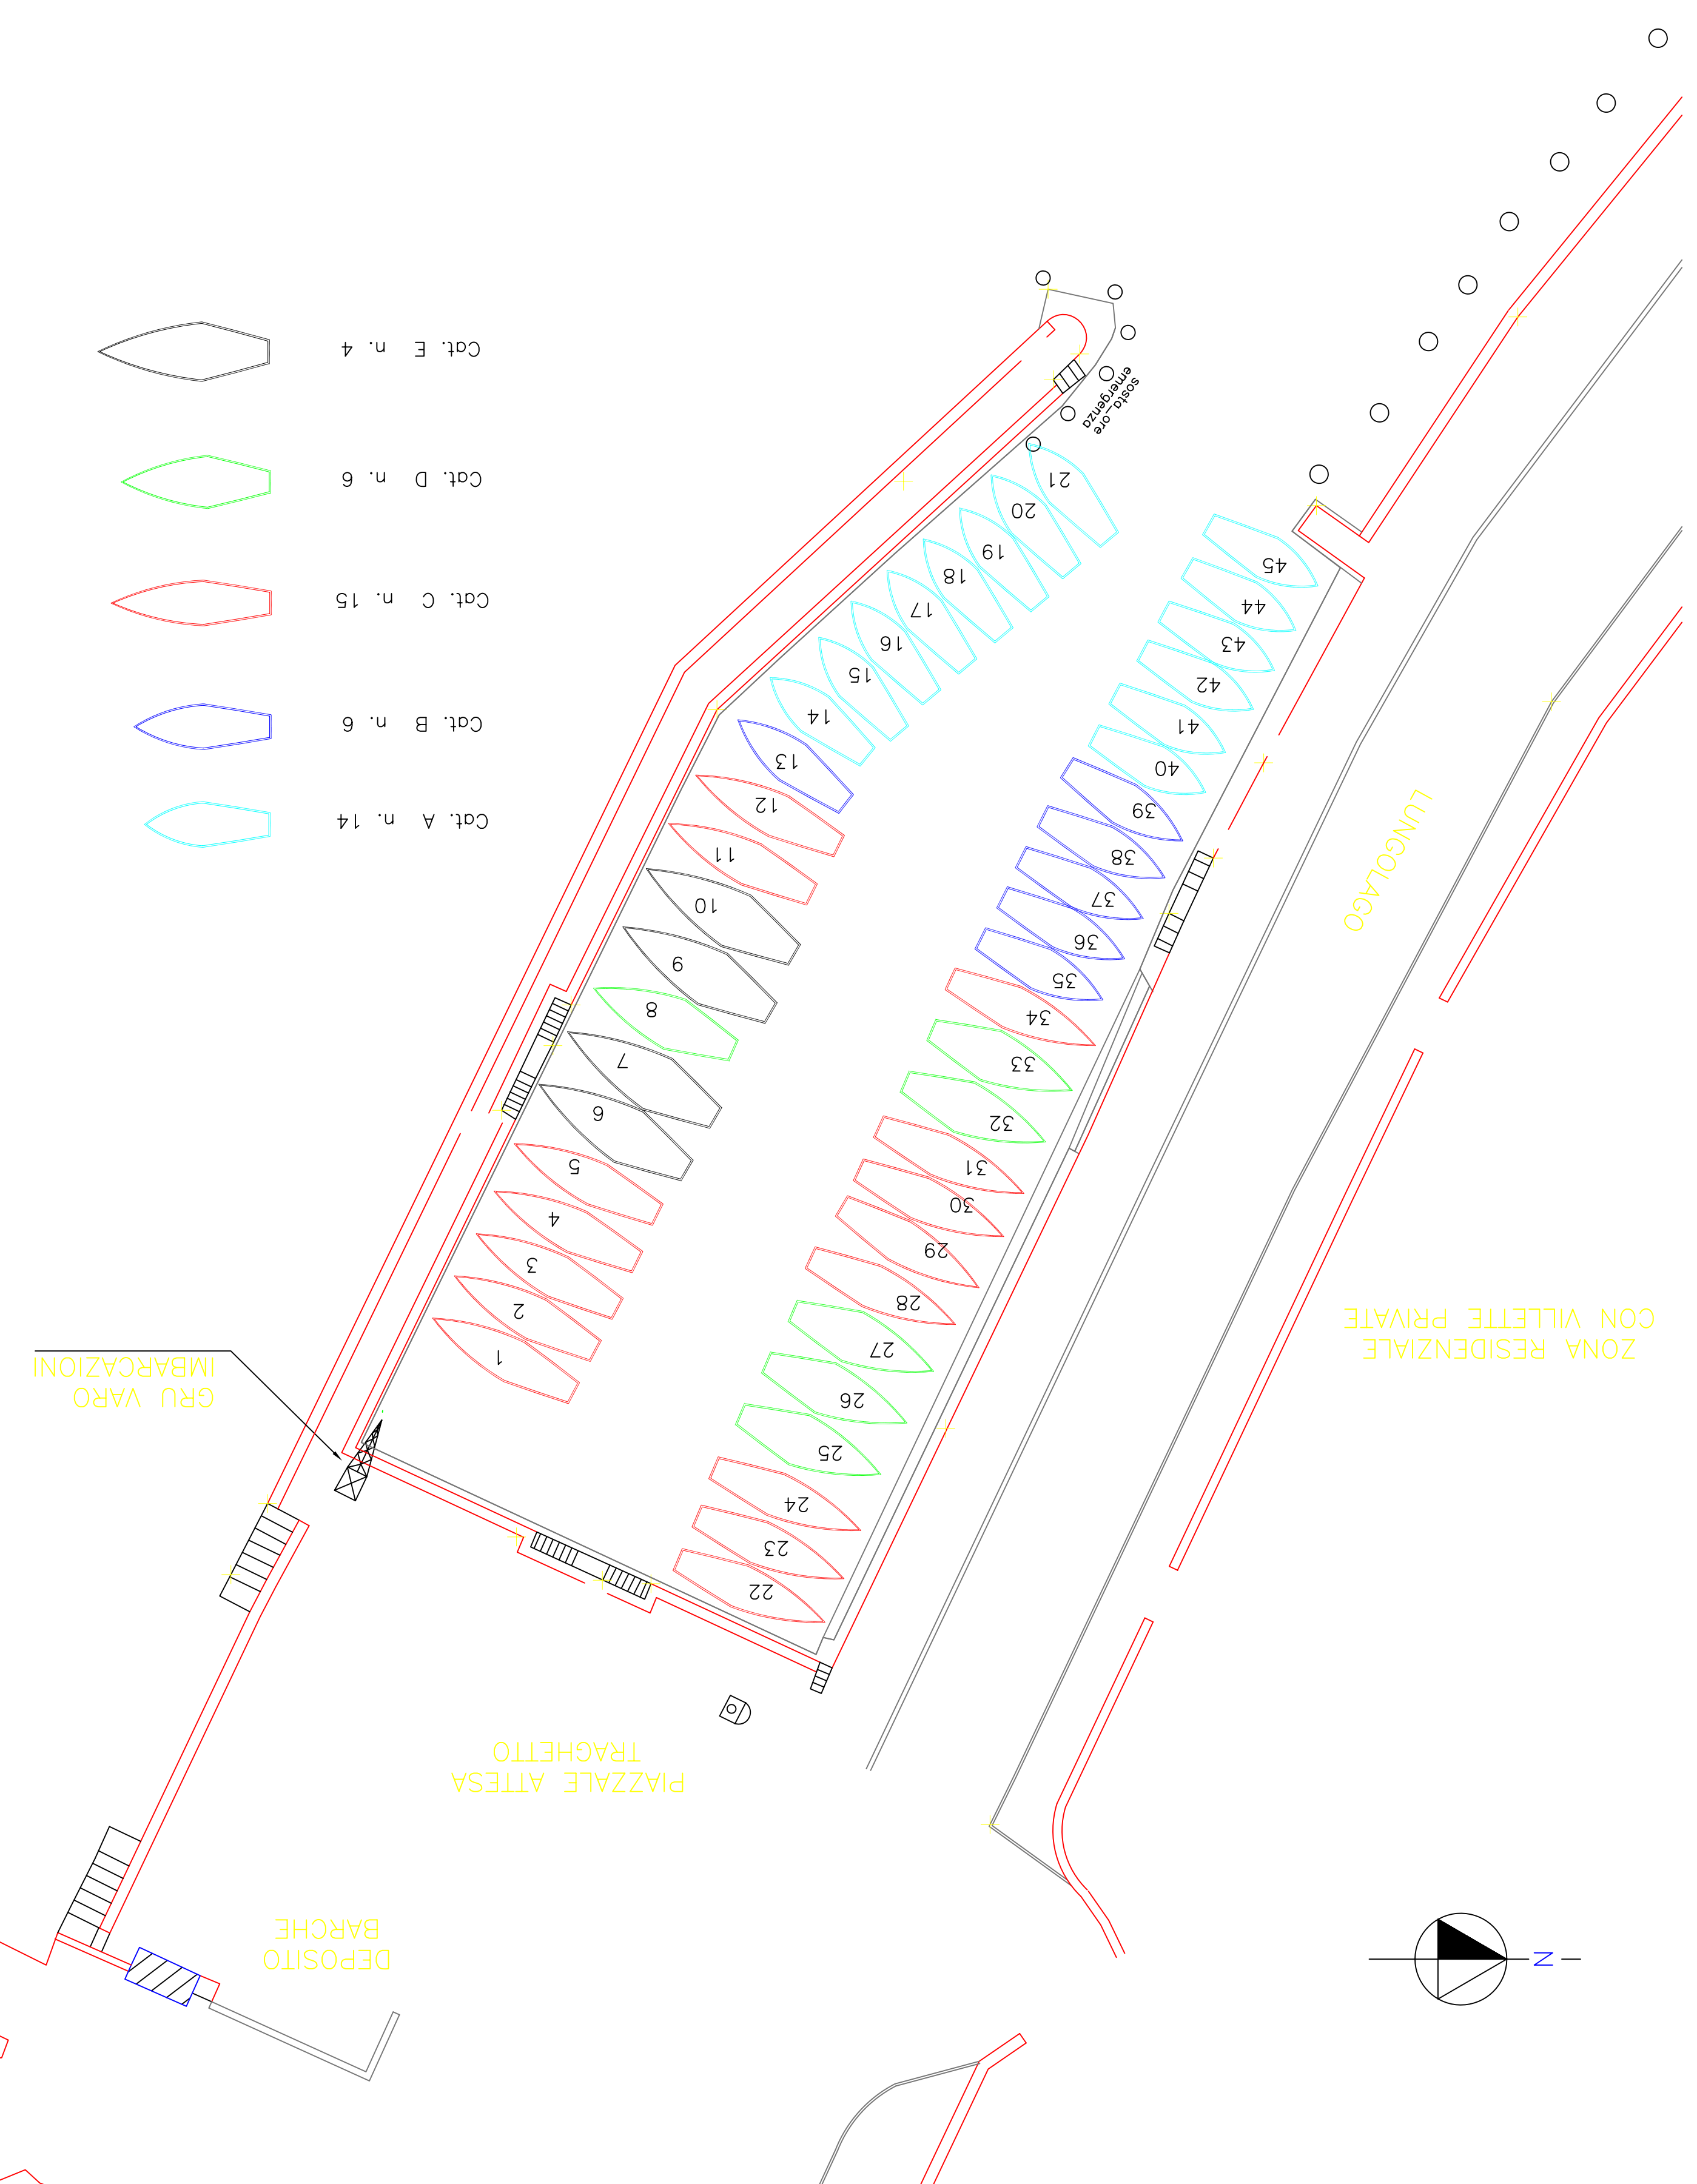 N
DEPOSITO
BARCHE
PIAZZALE ATTESA
TRAGHETTO
GRU VARO
IMBARCAZIONI
ZONA RESIDENZIALE
CON VILLETTE PRIVATE
LUNGOLAGO
1
2
3
4
5
6
7
8
9
10
11
12
13
14
15
16
17
18
19
20
21
22
23
24
25
26
27
28
29
30
31
32
33
34
35
36
37
38
39
40
41
42
43
44
45
sosta_ore
emergenza
Cat. A n. 14
Cat. B n. 6
Cat. C n. 15
Cat. D n. 6
Cat. E n. 4